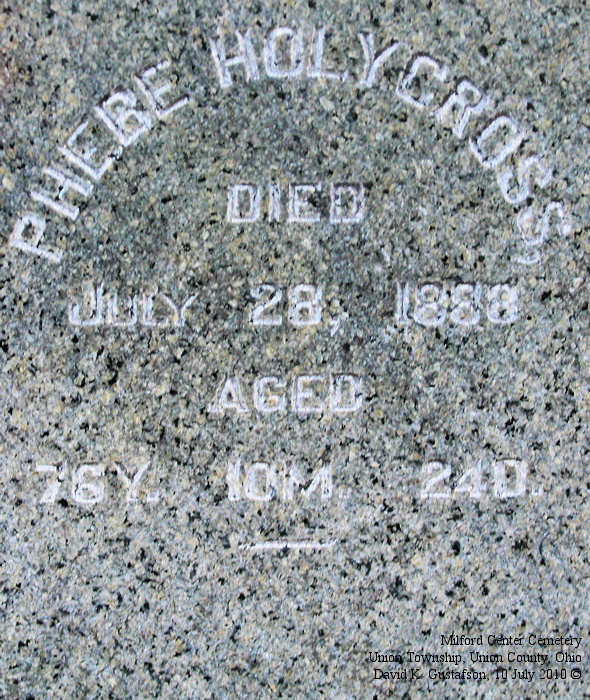 PHEBE HOLYCROSS,
DIED
JULY 28, 1888
AGED
76Y. 10M. 24D.
Milford Center Cemetery
Union Township, Union County, Ohio
David K. Gustafson, 10 July 2010 ©